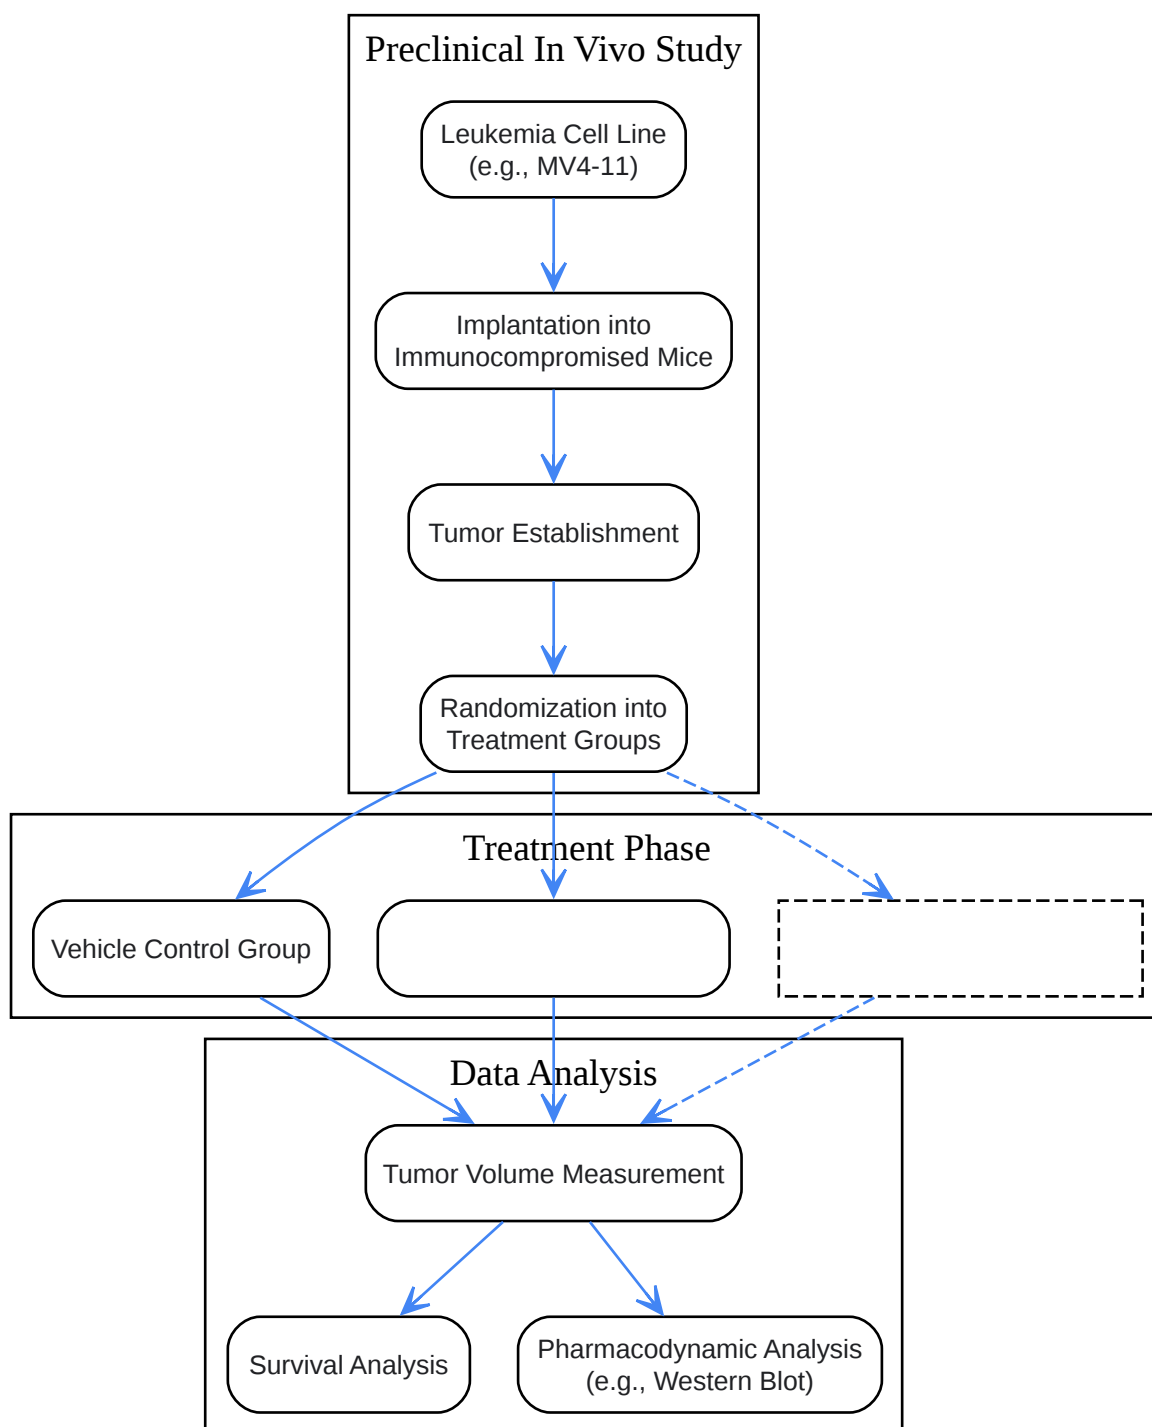 Preclinical In Vivo Study
Leukemia Cell Line
(e.g., MV4-11)
Implantation into
Immunocompromised Mice
Tumor Establishment
Randomization into
Treatment Groups
Treatment Phase
Vehicle Control Group
Data Analysis
Tumor Volume Measurement
Survival Analysis
Pharmacodynamic Analysis
(e.g., Western Blot)